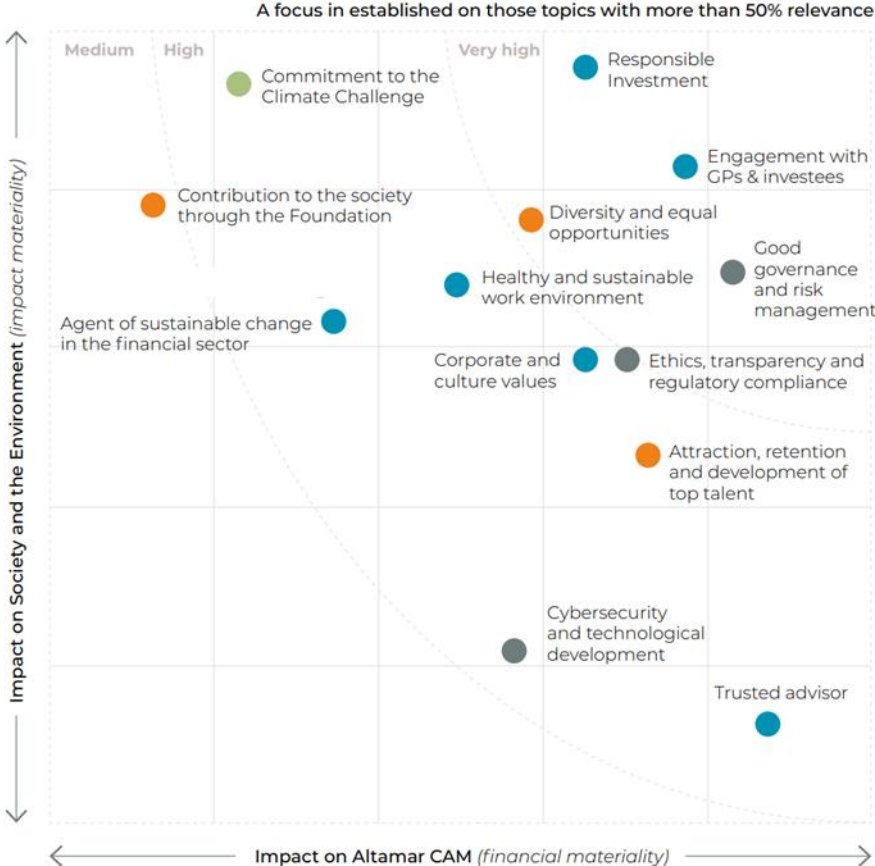 A focus in established on those topics with more than 50% relevance
Medium
High
Very high
Commitment to the
Climate Challenge
Responsible
Investment
Engagement with
GPs & investees
Contribution to the society
through the Foundation
Diversity and equal
opportunities
Good
governance
and risk
management
Healthy and sustainable
work environment
Agent of sustainable change
in the financial sector
Corporate and
culture values
Ethics, transparency and
regulatory compliance
Attraction, retention
and development of
top talent
Cybersecurity
and technological
development
Trusted advisor
Impact on Society and the Environment (impact materiality)
Impact on Altamar CAM (financial materiality)